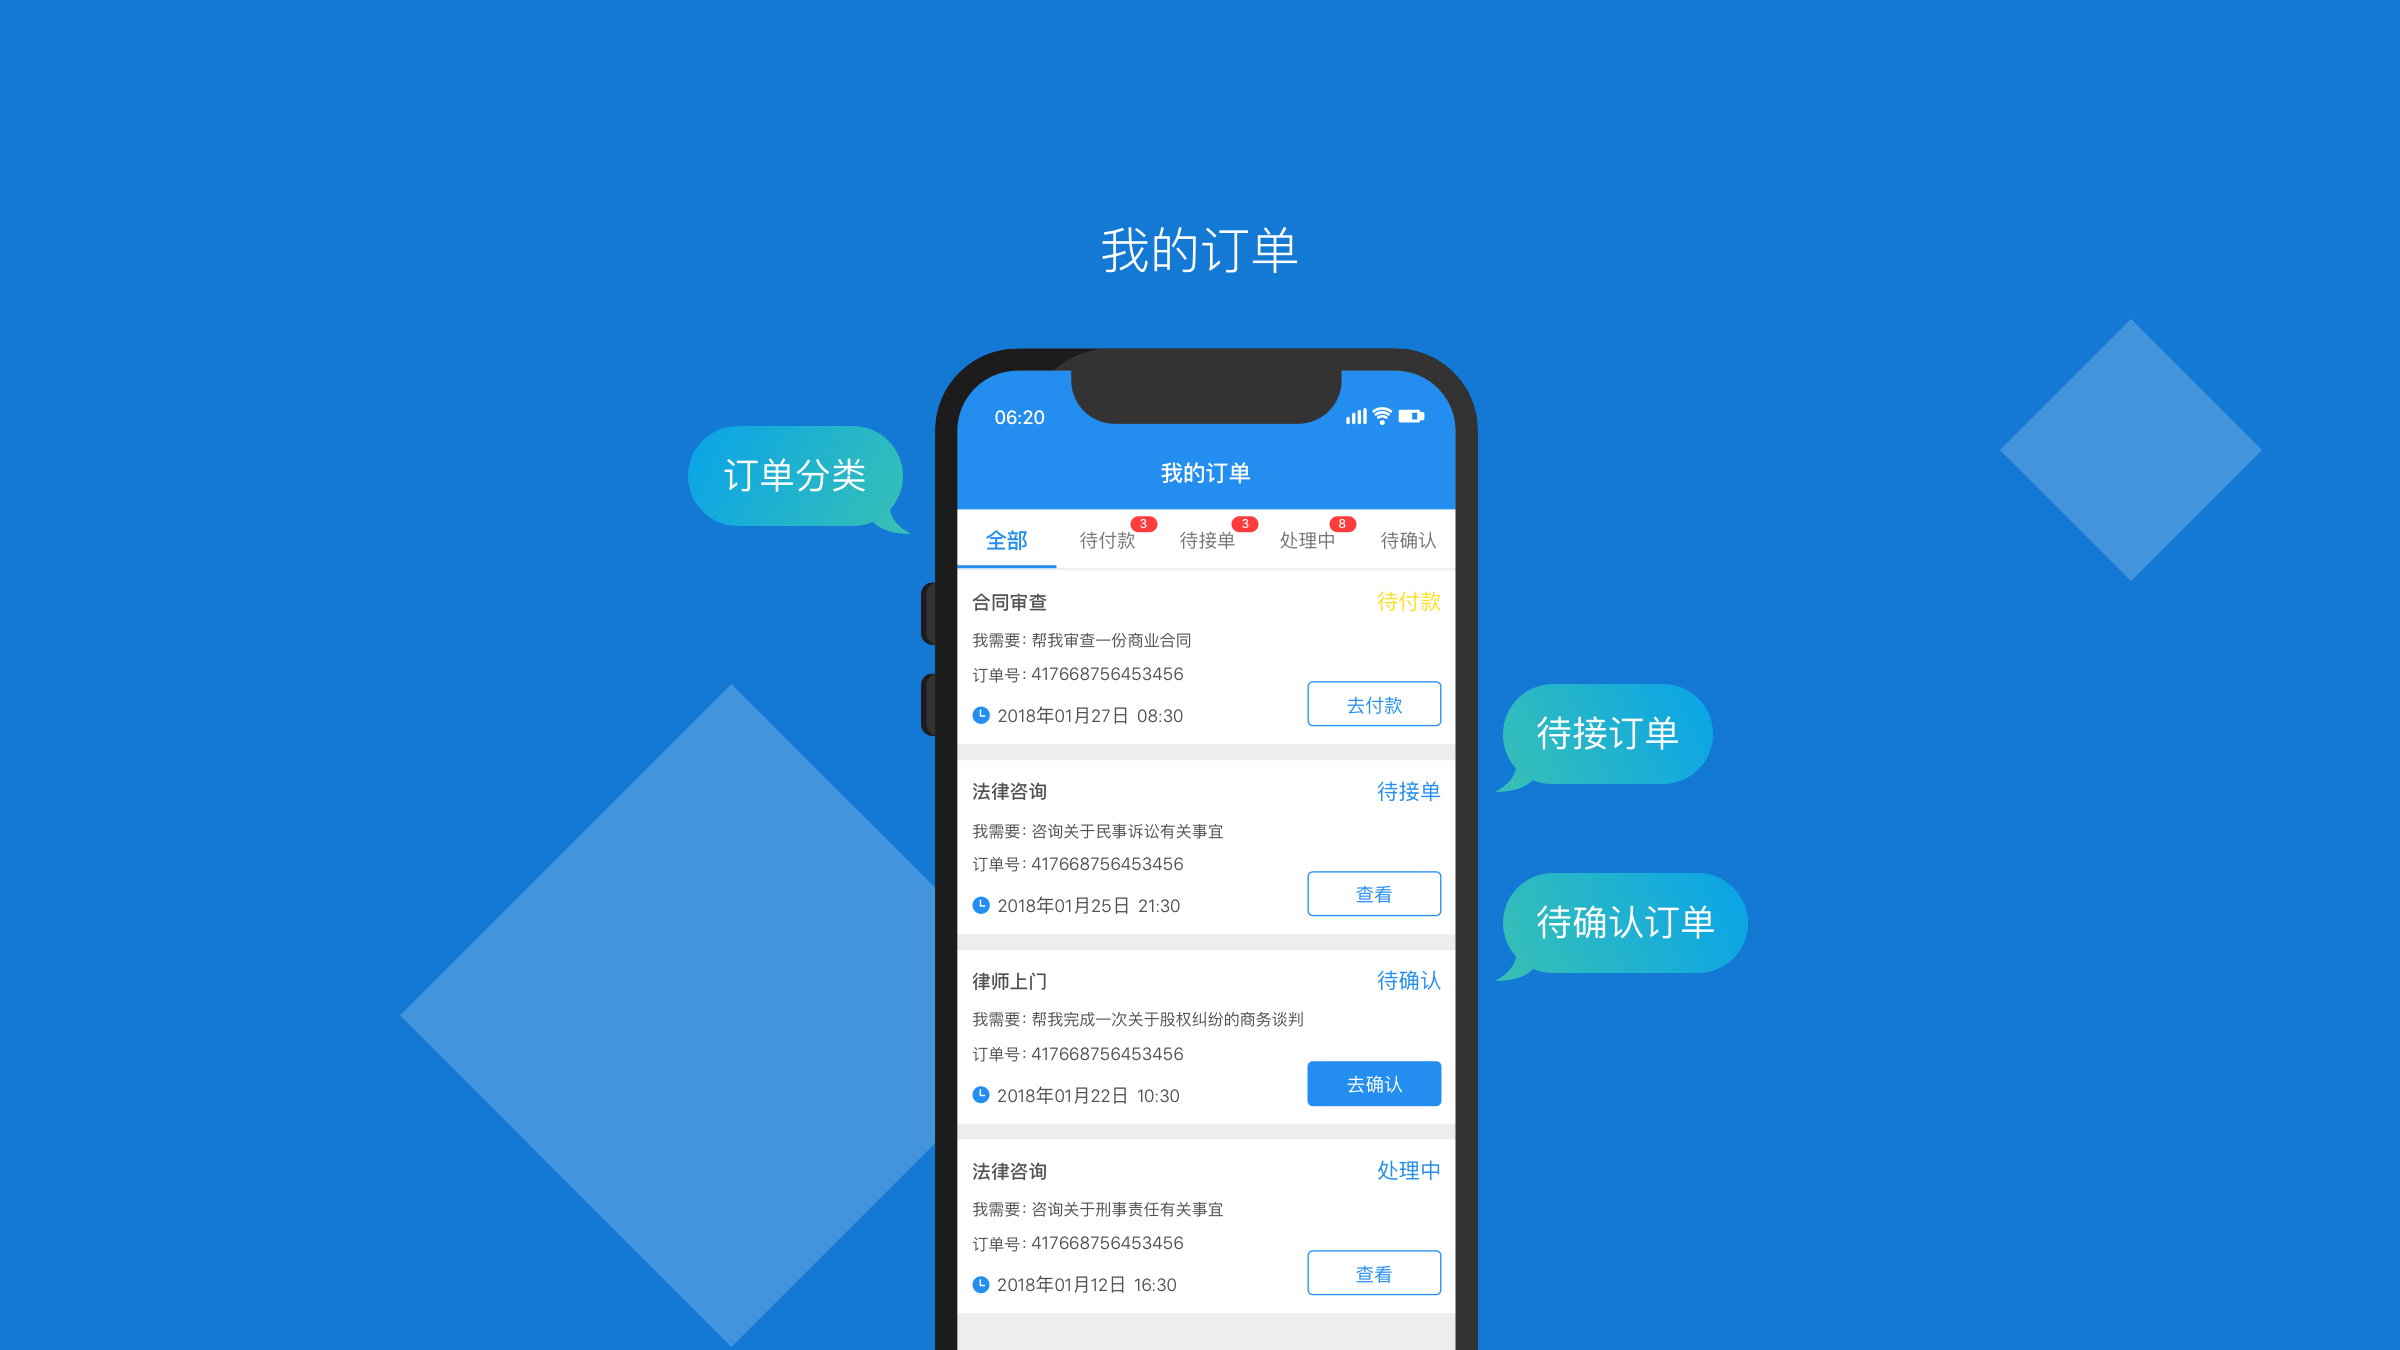 我的订单
06:20
我的订单
订单分类
全部 待付款 3 待接单 3 处理中 8 待确认
合同审查 待付款
我需要：帮我审查一份商业合同
订单号：417668756453456
2018年01月27日 08:30 去付款
待接订单
法律咨询 待接单
我需要：咨询关于民事诉讼有关事宜
订单号：417668756453456
2018年01月25日 21:30 查看
待确认订单
律师上门 待确认
我需要：帮我完成一次关于股权纠纷的商务谈判
订单号：417668756453456
2018年01月22日 10:30 去确认
法律咨询 处理中
我需要：咨询关于刑事责任有关事宜
订单号：417668756453456
2018年01月12日 16:30 查看